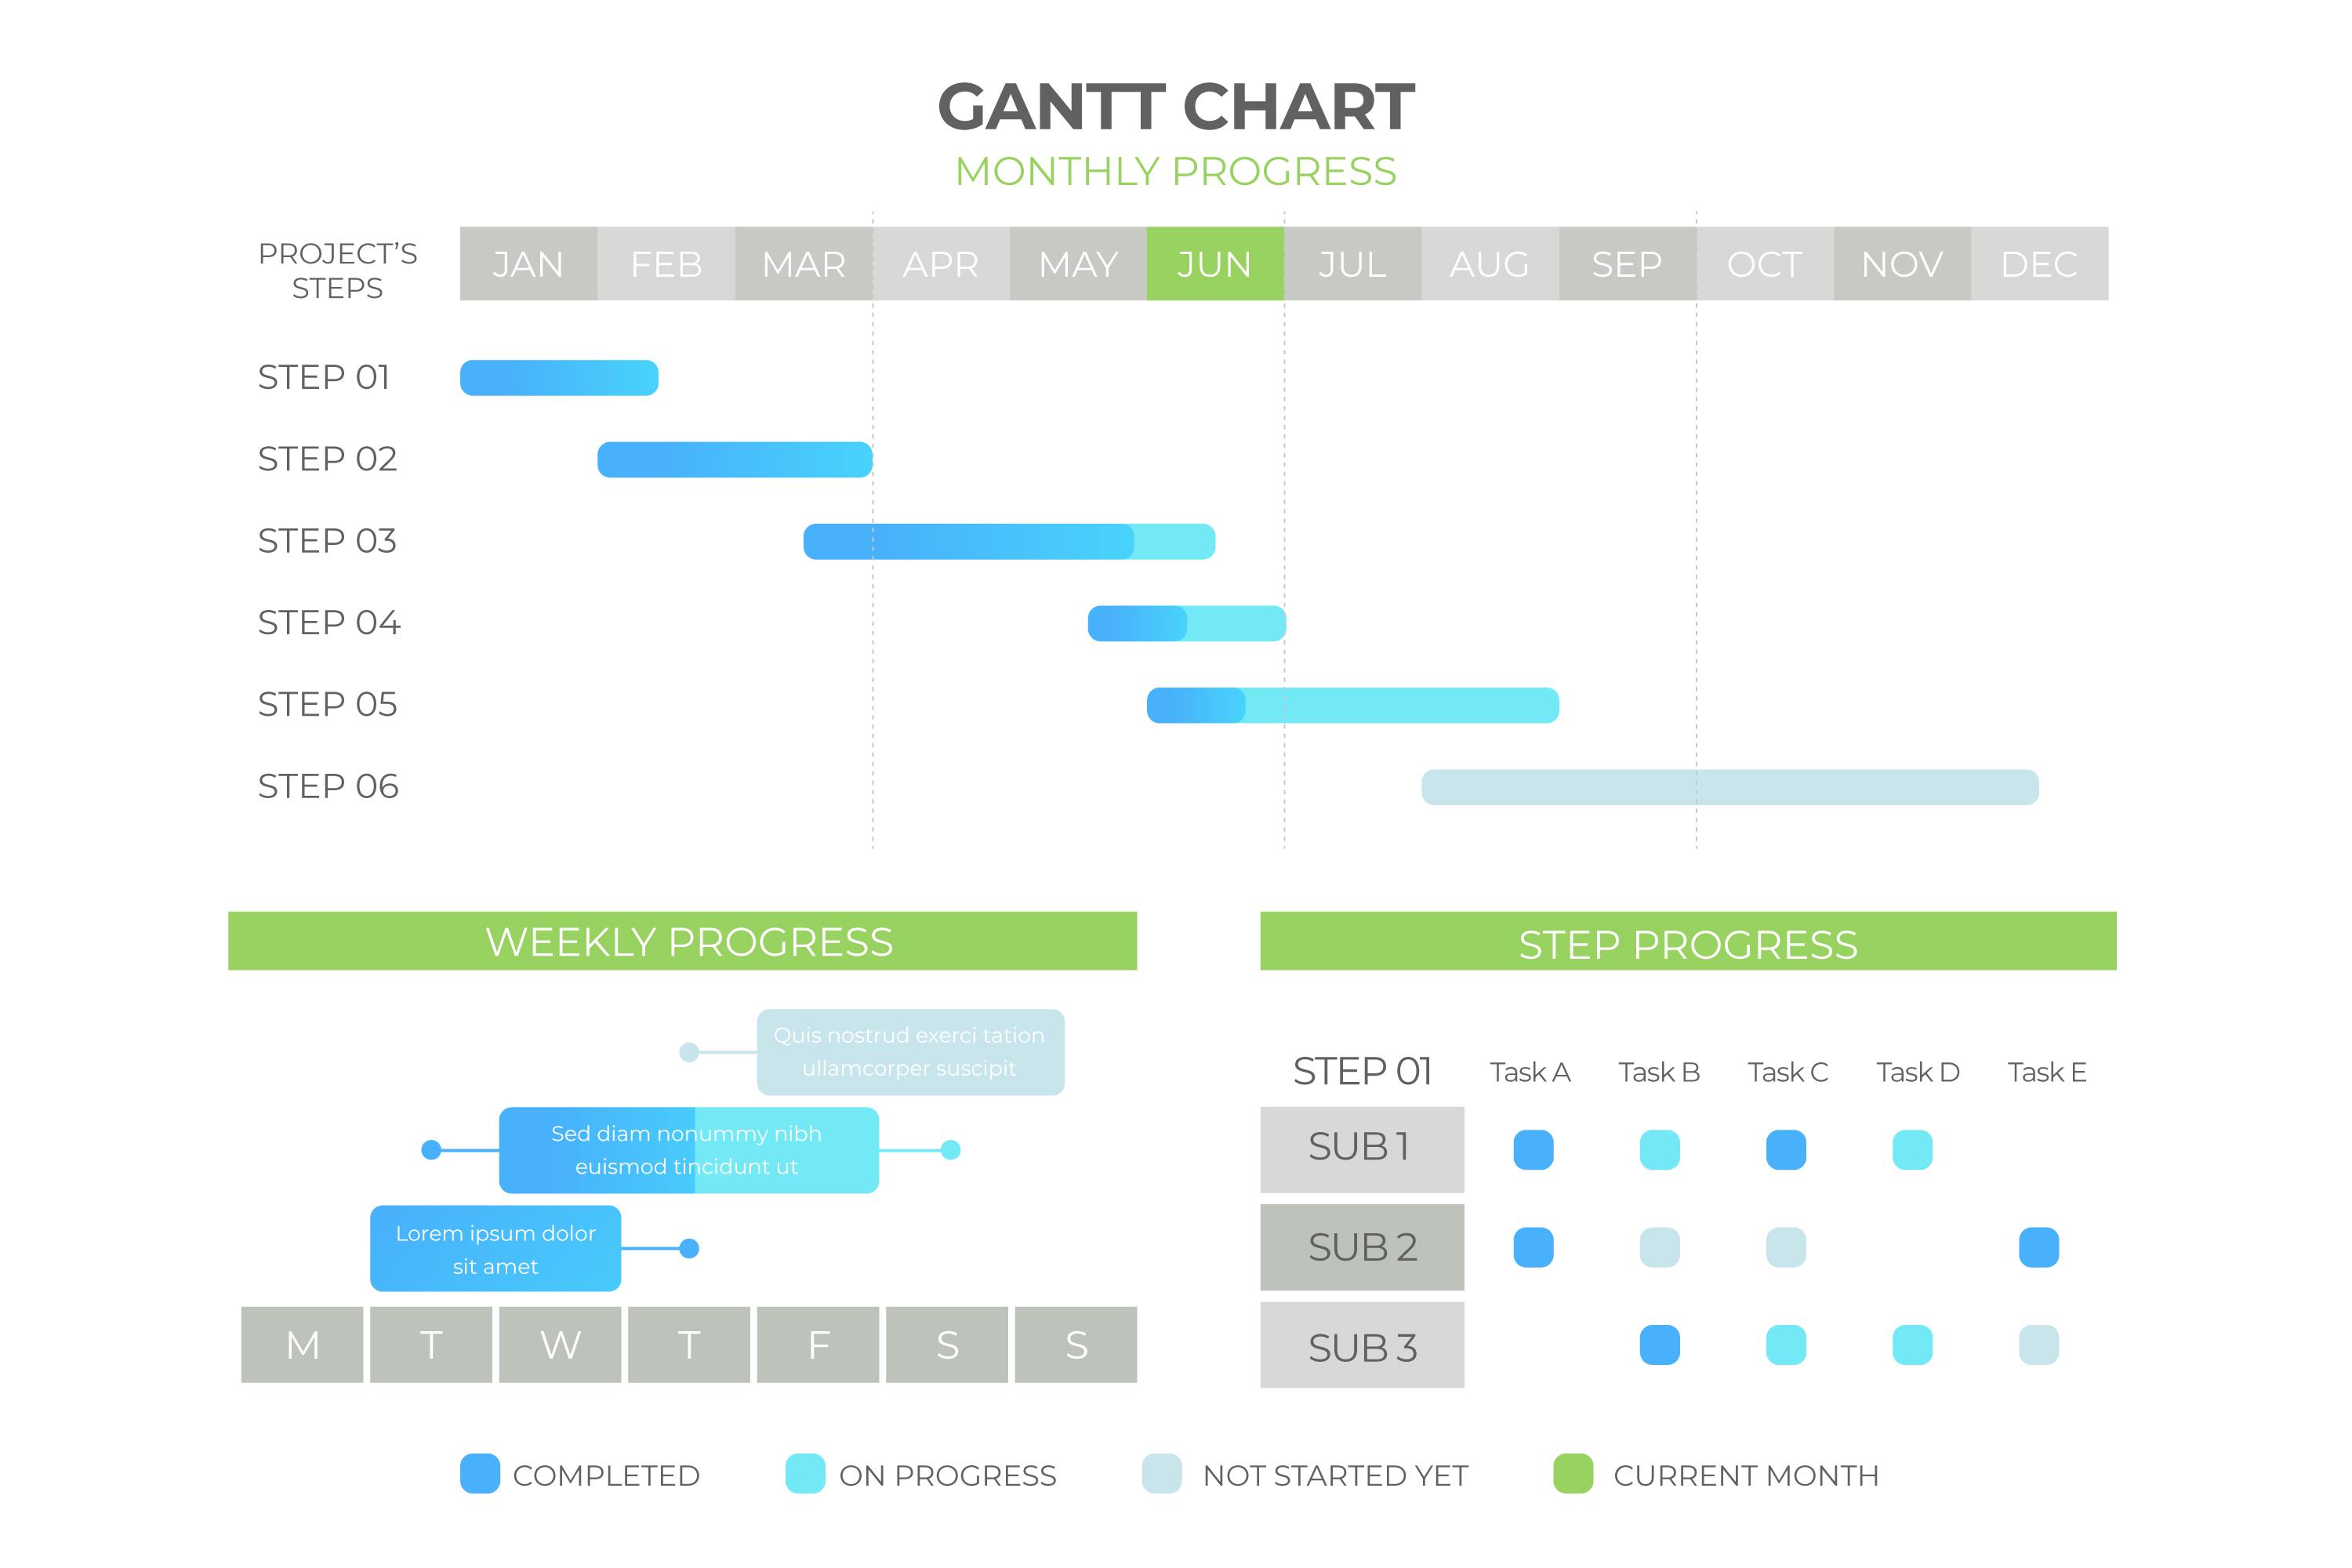 GANTT CHART
MONTHLY PROGRESS
PROJECT'S
STEPS
JAN FEB MAR APR MAY JUN JUL AUG SEP OCT NOV DEC
STEP 01
STEP 02
STEP 03
STEP 04
STEP 05
STEP 06
WEEKLY PROGRESS
Quis nostrud exerci tation
ullamcorper suscipit
Sed diam nonummy nibh
euismod tincidunt ut
Lorem ipsum dolor
sit amet
M T W T F S S
STEP PROGRESS
STEP 01 Task A Task B Task C Task D Task E
SUB 1
SUB 2
SUB 3
COMPLETED ON PROGRESS NOT STARTED YET CURRENT MONTH